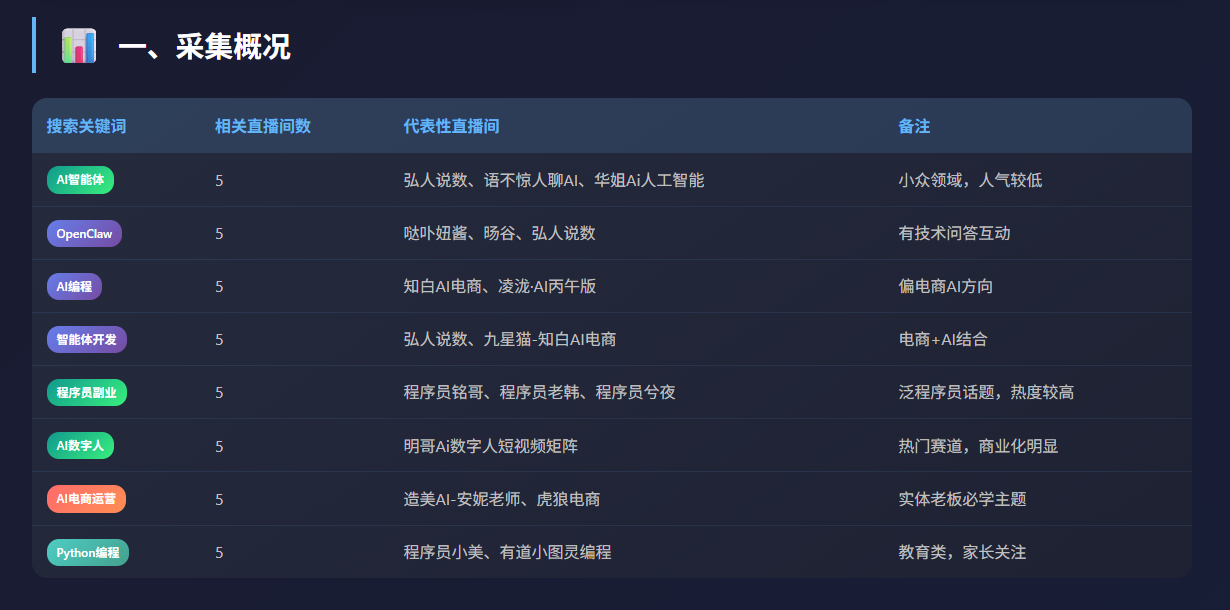 一、采集概况
搜索关键词 相关直播间数 代表性直播间 备注
AI智能体 5 弘人说数、语不惊人聊AI、华姐Ai人工智能 小众领域，人气较低
OpenClaw 5 哒卟妞酱、旸谷、弘人说数 有技术问答互动
AI编程 5 知白AI电商、凌泷·AI丙午版 偏电商AI方向
智能体开发 5 弘人说数、九星猫-知白AI电商 电商+AI结合
程序员副业 5 程序员铭哥、程序员老韩、程序员兮夜 泛程序员话题，热度较高
AI数字人 5 明哥Ai数字人短视频矩阵 热门赛道，商业化明显
AI电商运营 5 造美AI-安妮老师、虎狼电商 实体老板必学主题
Python编程 5 程序员小美、有道小图灵编程 教育类，家长关注